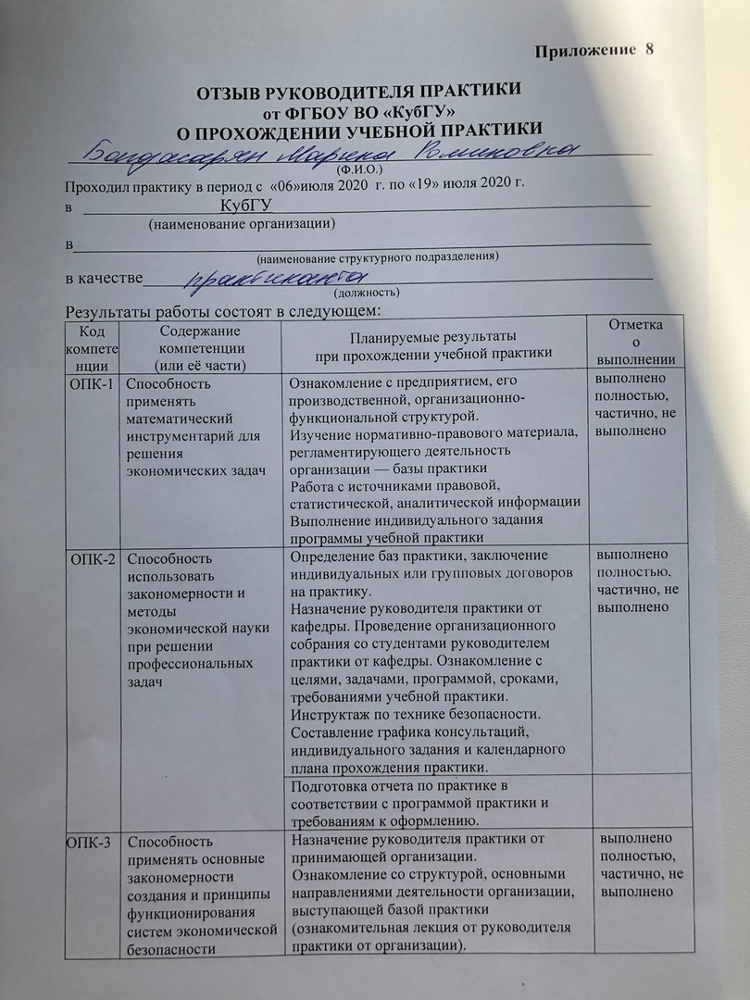 Приложение 8
ОТЗЫВ РУКОВОДИТЕЛЯ ПРАКТИКИ
от ФГБОУ ВО «КубГУ»
О ПРОХОЖДЕНИИ УЧЕБНОЙ ПРАКТИКИ
Багдасарян Марина Роминовна
(Ф.И.О.)
Проходил практику в период с «06»июля 2020 г. по «19» июля 2020 г.
в КубГУ
(наименование организации)
в
(наименование структурного подразделения)
в качестве практиканта
(должность)
Результаты работы состоят в следующем:
Код
компете
нции
Содержание
компетенции
(или её части)
Планируемые результаты
при прохождении учебной практики
Отметка
о
выполнении
ОПК-1
Способность
применять
математический
инструментарий для
решения
экономических задач
Ознакомление с предприятием, его
производственной, организационно-
функциональной структурой.
Изучение нормативно-правового материала,
регламентирующего деятельность
организации — базы практики
Работа с источниками правовой,
статистической, аналитической информации
Выполнение индивидуального задания
программы учебной практики
выполнено
полностью,
частично, не
выполнено
ОПК-2
Способность
использовать
закономерности и
методы
экономической науки
при решении
профессиональных
задач
Определение баз практики, заключение
индивидуальных или групповых договоров
на практику.
Назначение руководителя практики от
кафедры. Проведение организационного
собрания со студентами руководителем
практики от кафедры. Ознакомление с
целями, задачами, программой, сроками,
требованиями учебной практики.
Инструктаж по технике безопасности.
Составление графика консультаций,
индивидуального задания и календарного
плана прохождения практики.
выполнено
полностью,
частично, не
выполнено
Подготовка отчета по практике в
соответствии с программой практики и
требованиям к оформлению.
ОПК-3
Способность
применять основные
закономерности
создания и принципы
функционирования
систем экономической
безопасности
Назначение руководителя практики от
принимающей организации.
Ознакомление со структурой, основными
направлениями деятельности организации,
выступающей базой практики
(ознакомительная лекция от руководителя
практики от организации).
выполнено
полностью,
частично, не
выполнено